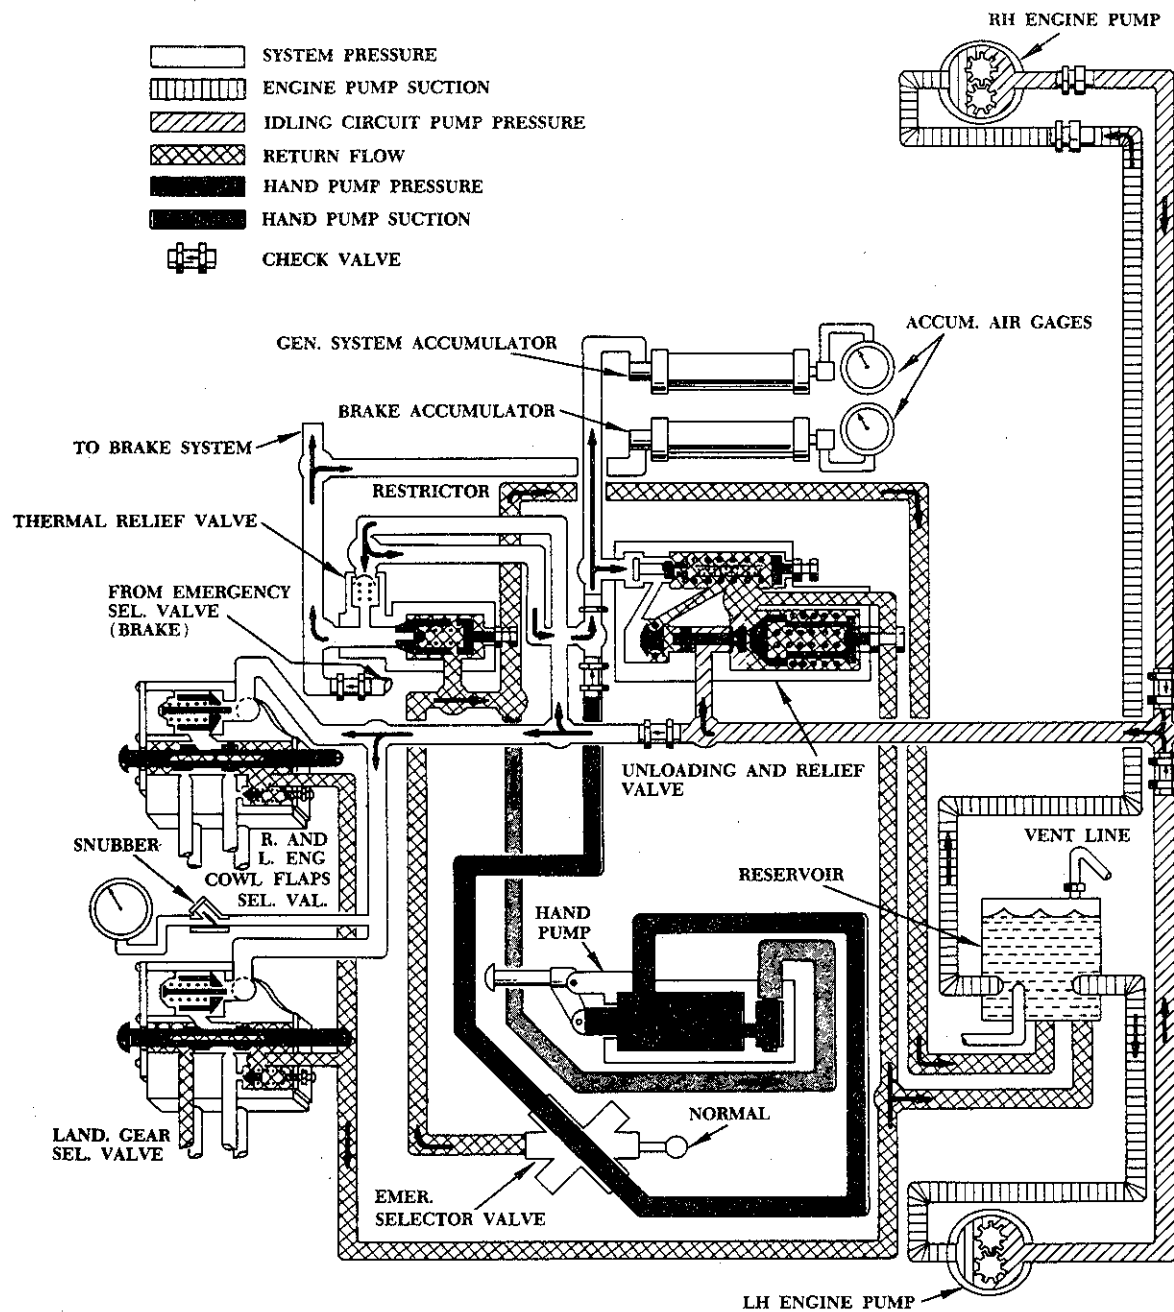 RH ENGINE PUMP
SYSTEM PRESSURE
ENGINE PUMP SUCTION
IDLING CIRCUIT PUMP PRESSURE
RETURN FLOW
HAND PUMP PRESSURE
HAND PUMP SUCTION
CHECK VALVE
ACCUM. AIR GAGES
GEN. SYSTEM ACCUMULATOR
BRAKE ACCUMULATOR
TO BRAKE SYSTEM
RESTRICTOR
THERMAL RELIEF VALVE
FROM EMERGENCY
SEL. VALVE
(BRAKE)
UNLOADING AND RELIEF
VALVE
SNUBBER
R. AND
L. ENG
COWL FLAPS
SEL. VAL.
VENT LINE
RESERVOIR
HAND
PUMP
NORMAL
LAND. GEAR
SEL. VALVE
EMER.
SELECTOR VALVE
LH ENGINE PUMP